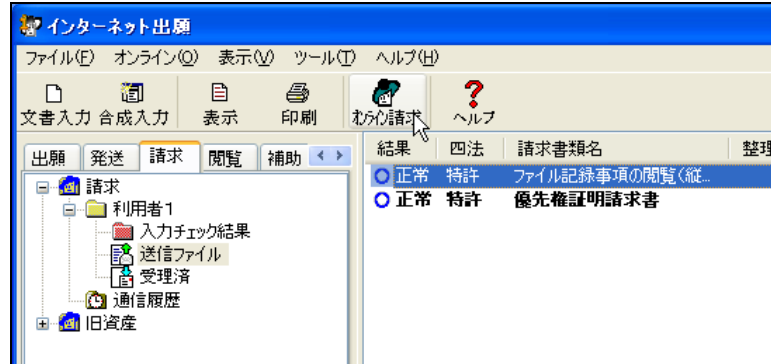 インターネット出願
ファイル(F) オンライン(O) 表示(V) ツール(T) ヘルプ(H)
文書入力 合成入力 表示 印刷 オンライン請求 ヘルプ
出願 発送 請求 閲覧 補助
結果 四法 請求書類名 整理
正常 特許 ファイル記録事項の閲覧(縦...
正常 特許 優先権証明請求書
請求
利用者1
入力チェック結果
送信ファイル
受理済
通信履歴
旧資産